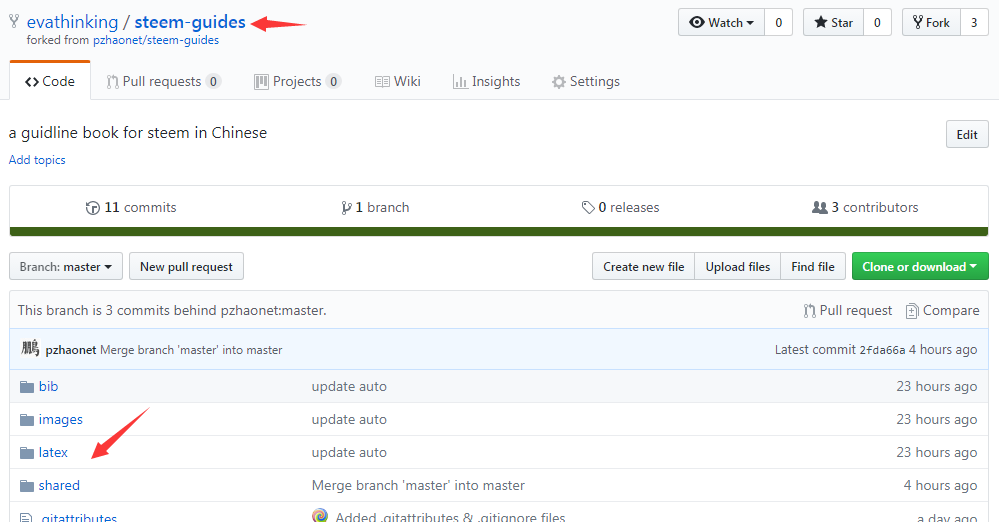 evathinking / steem-guides
Watch 0 Star 0 Fork 3
forked from pzhaonet/steem-guides
Code Pull requests 0 Projects 0 Wiki Insights Settings
a guidline book for steem in Chinese
Edit
Add topics
11 commits 1 branch 0 releases 3 contributors
Branch: master New pull request Create new file Upload files Find file Clone or download
This branch is 3 commits behind pzhaonet:master. Pull request Compare
鹏 pzhaonet Merge branch 'master' into master Latest commit 2fda66a 4 hours ago
bib update auto 23 hours ago
images update auto 23 hours ago
latex update auto 23 hours ago
shared Merge branch 'master' into master 4 hours ago
.gitattributes Added .gitattributes & .gitignore files a day ago